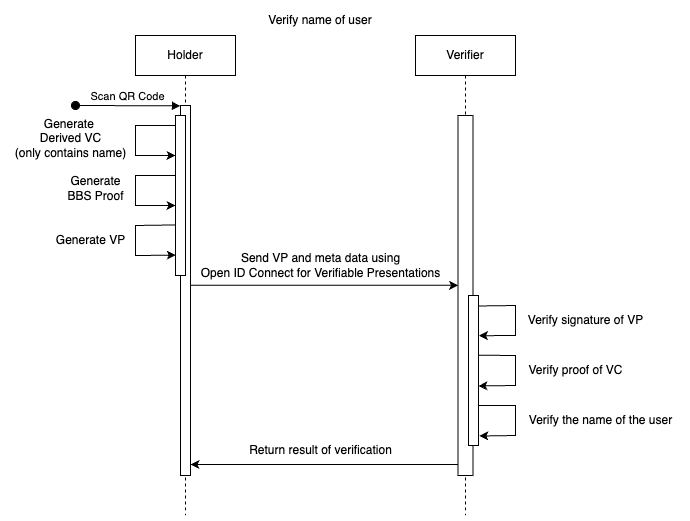 Verify name of user
Holder
Verifier
Scan QR Code
Generate
Derived VC
(only contains name)
Generate
BBS Proof
Generate VP
Send VP and meta data using
Open ID Connect for Verifiable Presentations
Verify signature of VP
Verify proof of VC
Verify the name of the user
Return result of verification